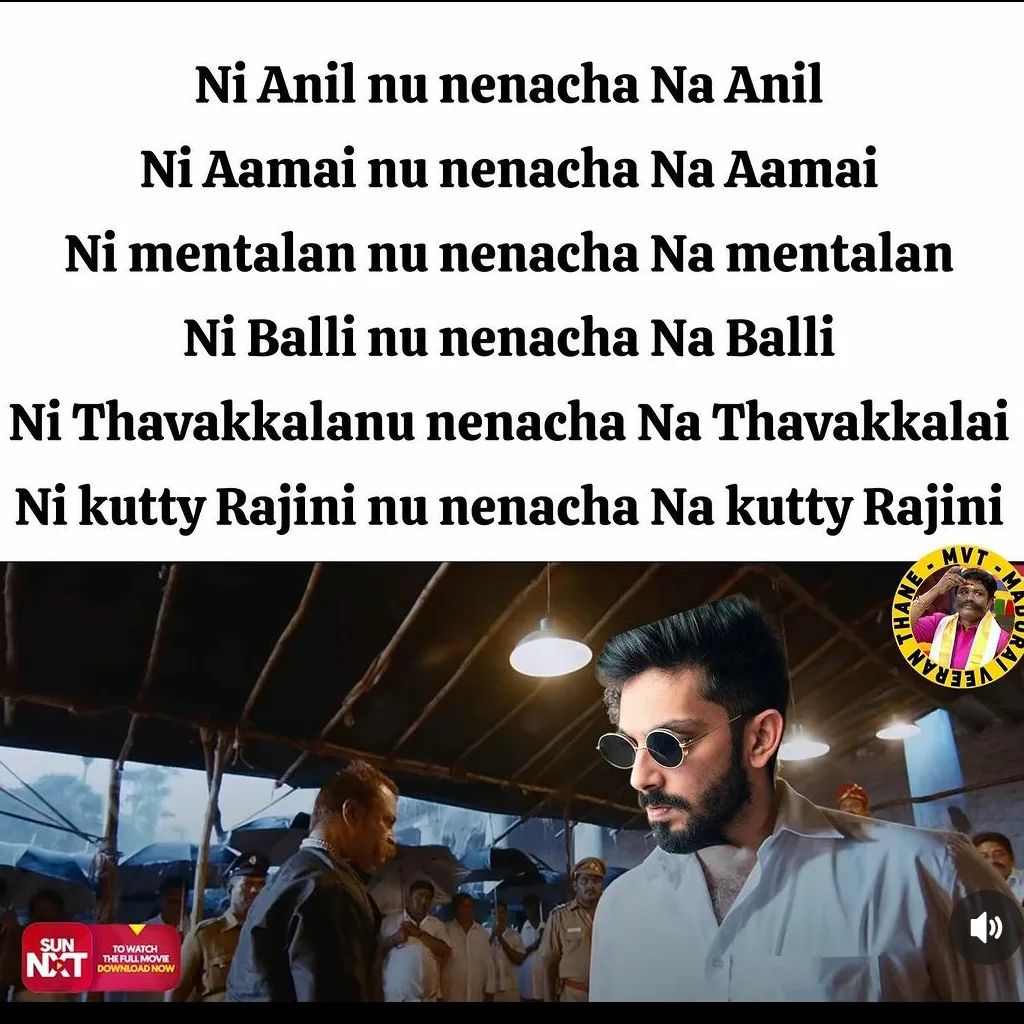 Ni Anil nu nenacha Na Anil
Ni Aamai nu nenacha Na Aamai
Ni mentalan nu nenacha Na mentalan
Ni Balli nu nenacha Na Balli
Ni Thavakkalanu nenacha Na Thavakkalai
Ni kutty Rajini nu nenacha Na kutty Rajini
THANE - MVT - MADURAI VEERAN
SUN
NXT
TO WATCH
THE FULL MOVIE
DOWNLOAD NOW